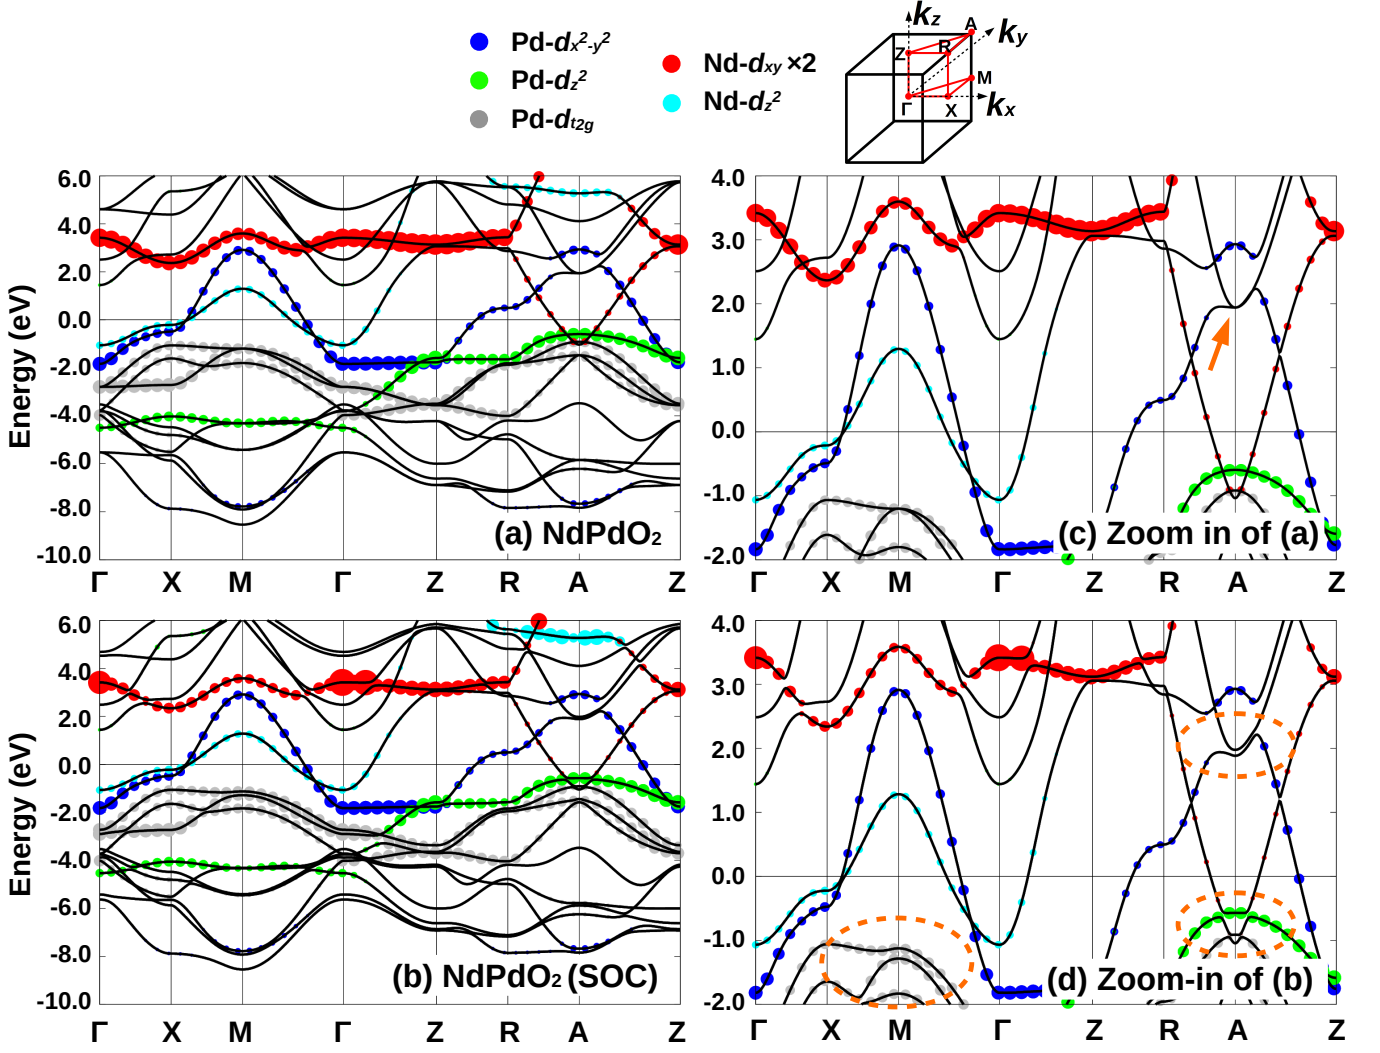 Pd-dx²-y²
Pd-dz²
Pd-dt2g
Nd-dxy ×2
Nd-dz²
kz
A
ky
Z
R
M
Γ
X
kx
Energy (eV)
6.0
4.0
2.0
0.0
-2.0
-4.0
-6.0
-8.0
-10.0
(a) NdPdO2
Γ X M Γ Z R A Z
4.0
3.0
2.0
1.0
0.0
-1.0
-2.0
(c) Zoom in of (a)
Γ X M Γ Z R A Z
Energy (eV)
6.0
4.0
2.0
0.0
-2.0
-4.0
-6.0
-8.0
-10.0
(b) NdPdO2 (SOC)
Γ X M Γ Z R A Z
4.0
3.0
2.0
1.0
0.0
-1.0
-2.0
(d) Zoom-in of (b)
Γ X M Γ Z R A Z